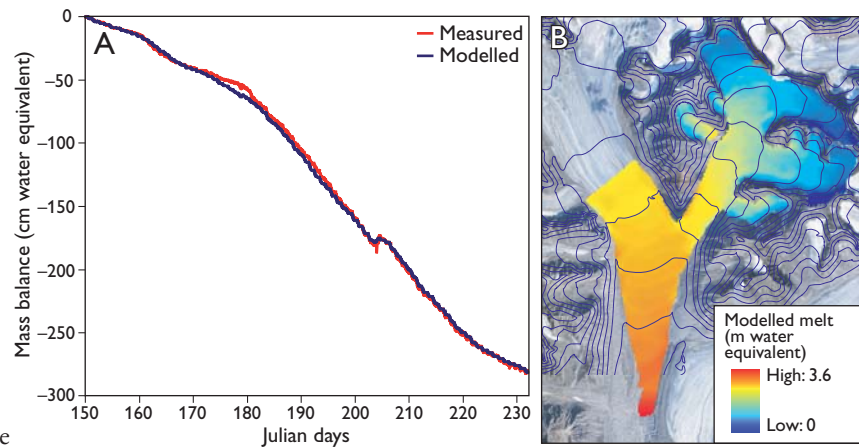 A
Measured
Modelled
Mass balance (cm water equivalent)
0
−50
−100
−150
−200
−250
−300
150
160
170
180
190
200
210
220
230
Julian days
e
B
Modelled melt
(m water
equivalent)
High: 3.6
Low: 0